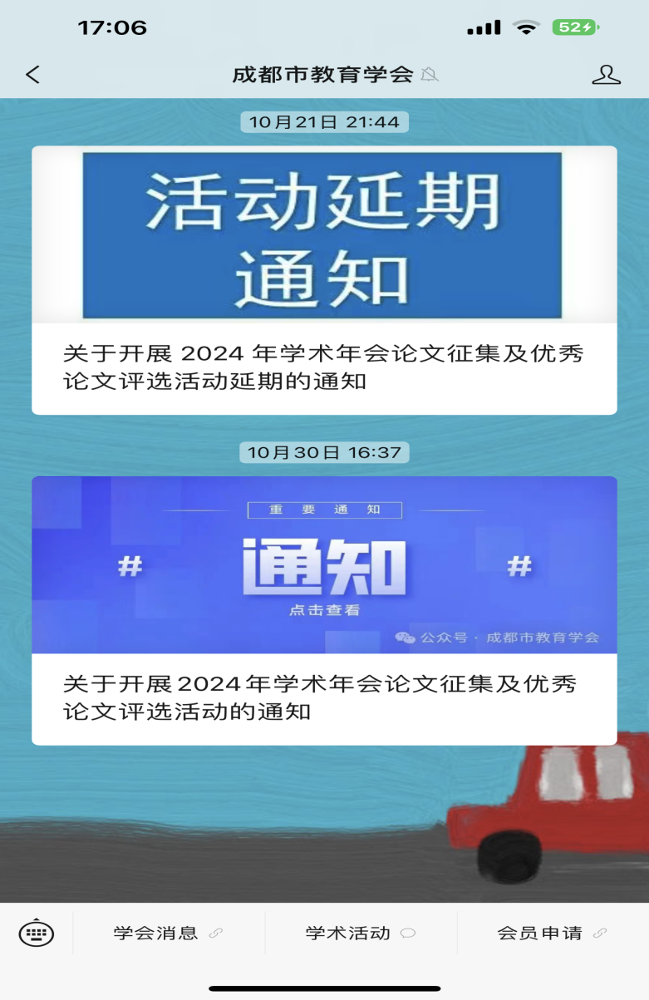 17:06
52
成都市教育学会
10月21日 21:44
活动延期
通知
关于开展 2024 年学术年会论文征集及优秀
论文评选活动延期的通知
10月30日 16:37
重要通知
# 通知 #
点击查看
公众号 · 成都市教育学会
关于开展2024年学术年会论文征集及优秀
论文评选活动的通知
学会消息 学术活动 会员申请